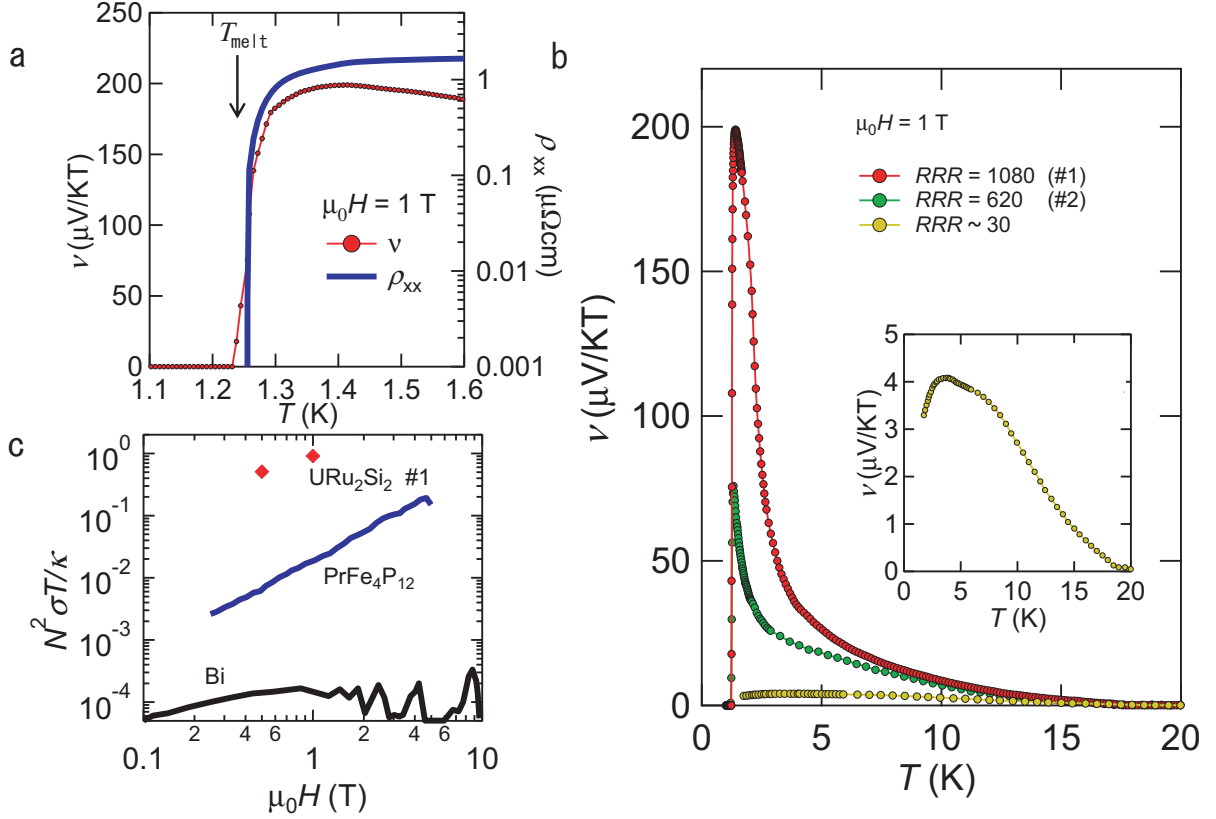 a
T_melt
250
200
150
100
50
0
ν (μV/KT)
1
0.1
0.01
0.001
ρ_xx (μΩcm)
μ₀H = 1 T
ν
ρ_xx
1.1 1.2 1.3 1.4 1.5 1.6
T (K)
b
200
150
100
50
0
ν (μV/KT)
μ₀H = 1 T
RRR = 1080 (#1)
RRR = 620 (#2)
RRR ~ 30
5
4
3
2
1
0
ν (μV/KT)
0 5 10 15 20
T (K)
0 5 10 15 20
T (K)
c
10⁰
10⁻¹
10⁻²
10⁻³
10⁻⁴
N² σT/κ
URu₂Si₂ #1
PrFe₄P₁₂
Bi
4 6 2 4 6
0.1 1 10
μ₀H (T)